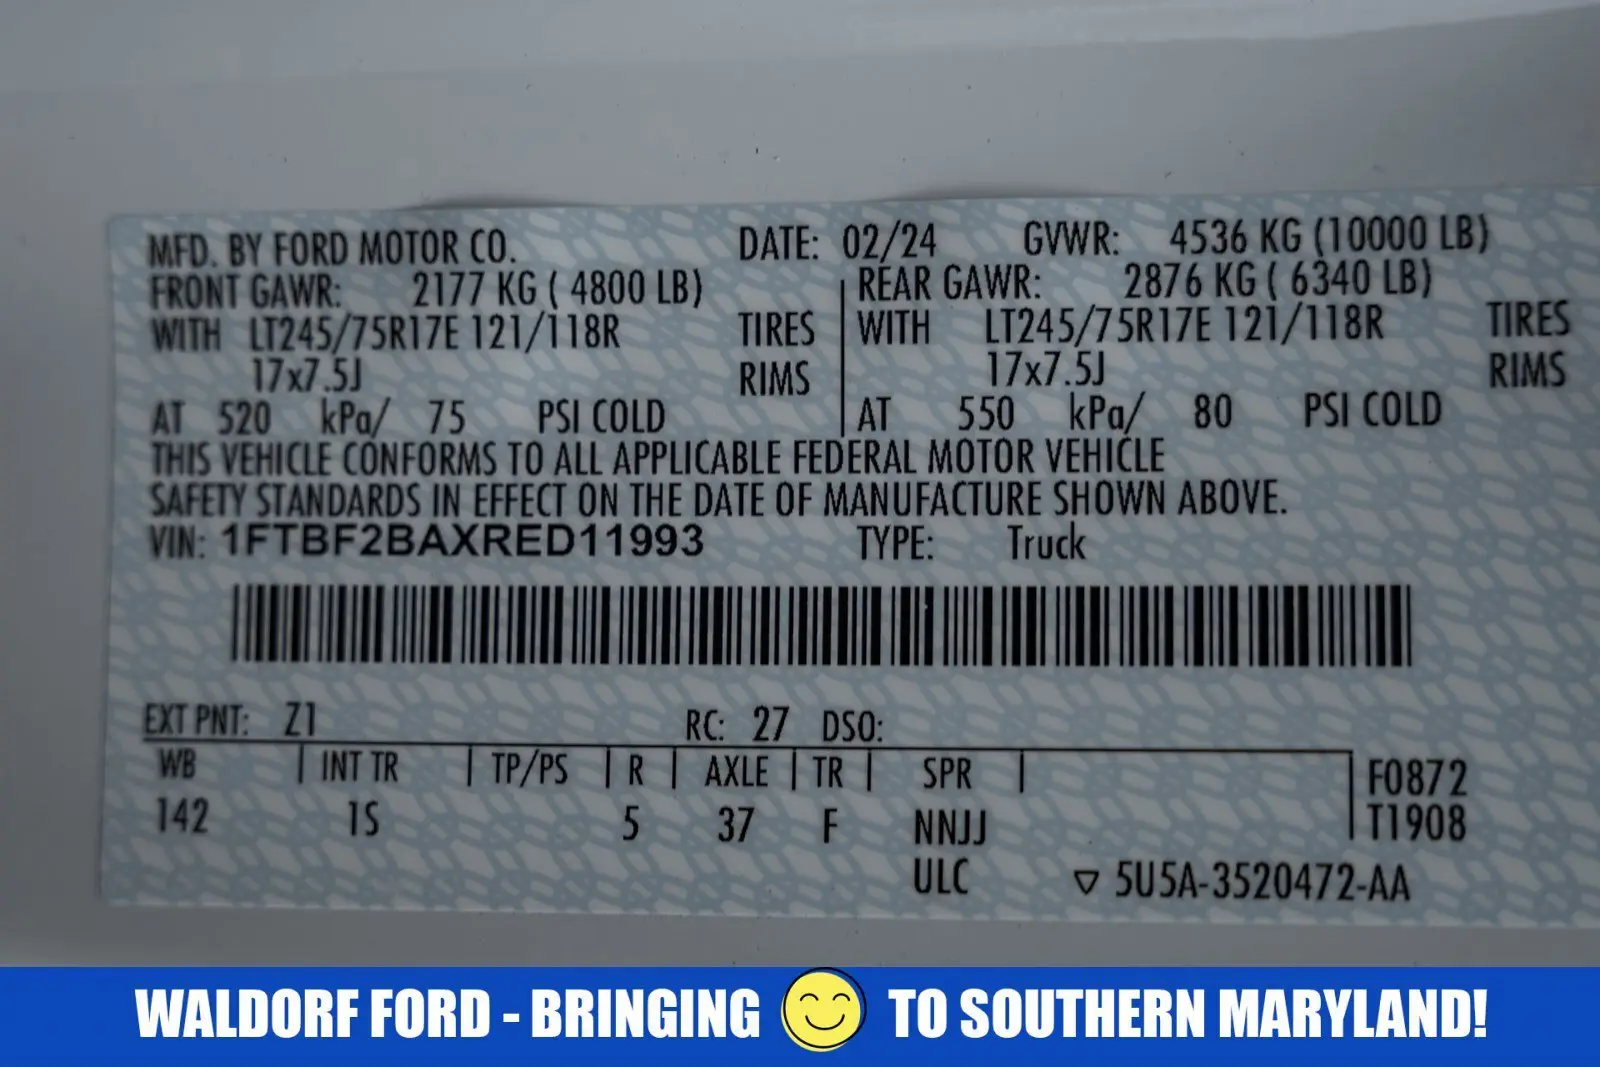 MFD. BY FORD MOTOR CO. DATE: 02/24 GVWR: 4536 KG (10000 LB)
FRONT GAWR: 2177 KG ( 4800 LB) REAR GAWR: 2876 KG ( 6340 LB)
WITH LT245/75R17E 121/118R TIRES WITH LT245/75R17E 121/118R TIRES
17x7.5J RIMS 17x7.5J RIMS
AT 520 kPa/ 75 PSI COLD AT 550 kPa/ 80 PSI COLD
THIS VEHICLE CONFORMS TO ALL APPLICABLE FEDERAL MOTOR VEHICLE
SAFETY STANDARDS IN EFFECT ON THE DATE OF MANUFACTURE SHOWN ABOVE.
VIN: 1FTBF2BAXRED11993 TYPE: Truck
EXT PNT: Z1 RC: 27 DSO:
WB INT TR TP/PS R AXLE TR SPR F0872
142 1S 5 37 F NNJJ T1908
ULC ▽ 5U5A-3520472-AA
WALDORF FORD - BRINGING TO SOUTHERN MARYLAND!